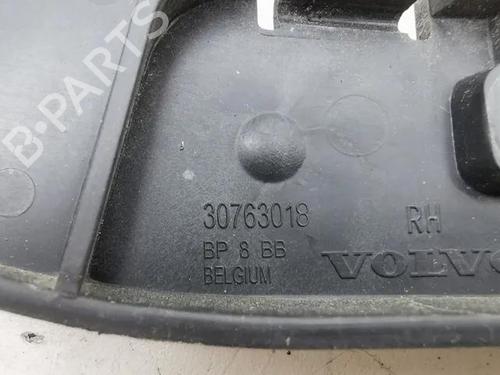 B-PARTS
30763018 RH
BP 8 BB VOLVO
BELGIUM